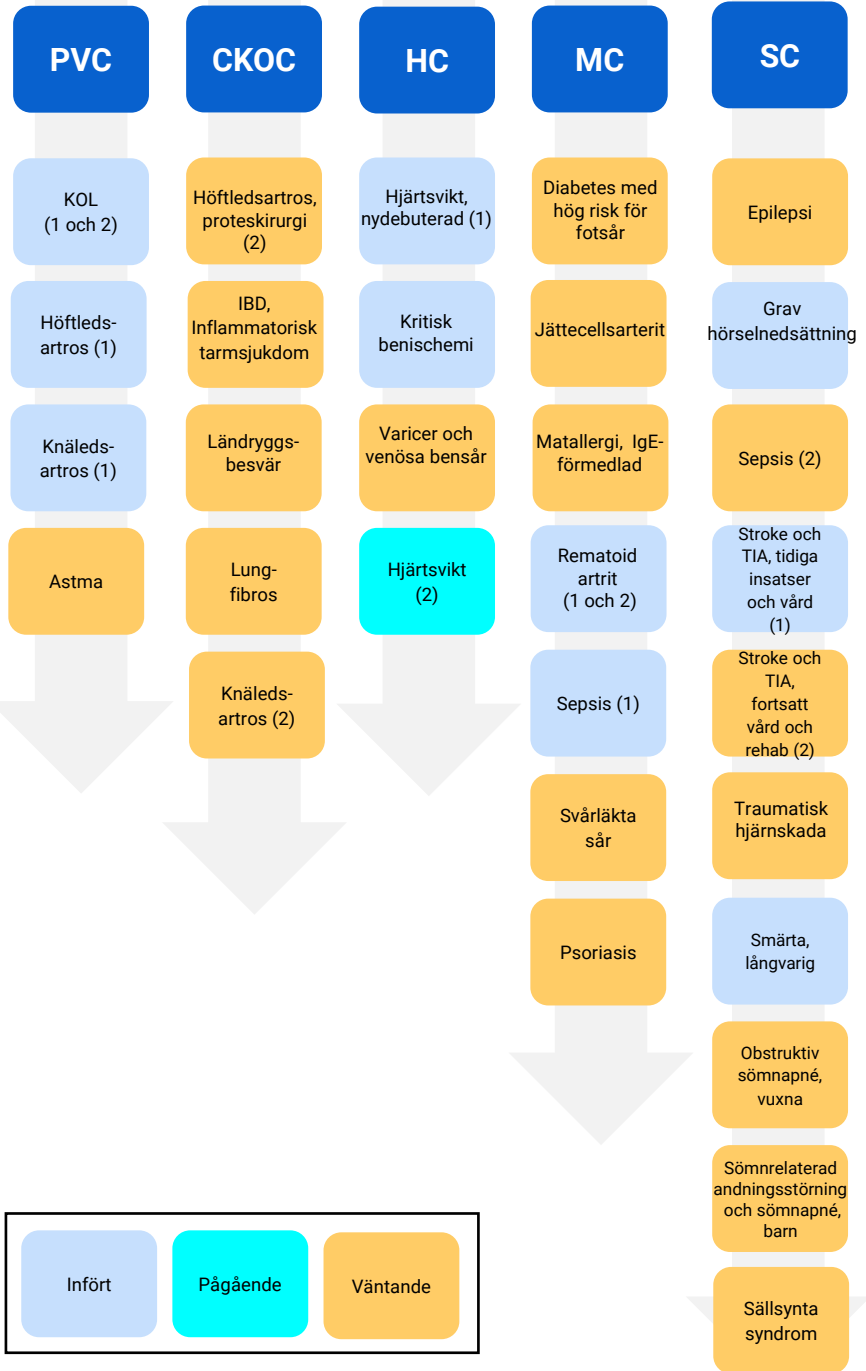 PVC
KOL
(1 och 2)
Höftleds-
artros (1)
Knäleds-
artros (1)
Astma
CKOC
Höftledsartros,
proteskirurgi
(2)
IBD,
Inflammatorisk
tarmsjukdom
Ländryggs-
besvär
Lung-
fibros
Knäleds-
artros (2)
HC
Hjärtsvikt,
nydebuterad (1)
Kritisk
benischemi
Varicer och
venösa bensår
Hjärtsvikt
(2)
MC
Diabetes med
hög risk för
fotsår
Jättecellsarterit
Matallergi, IgE-
förmedlad
Rematoid
artrit
(1 och 2)
Sepsis (1)
Svårläkta
sår
Psoriasis
SC
Epilepsi
Grav
hörselnedsättning
Sepsis (2)
Stroke och
TIA, tidiga
insatser
och vård
(1)
Stroke och
TIA,
fortsatt
vård och
rehab (2)
Traumatisk
hjärnskada
Smärta,
långvarig
Obstruktiv
sömnapné,
vuxna
Sömnrelaterad
andningsstörning
och sömnapné,
barn
Sällsynta
syndrom
Infört
Pågående
Väntande